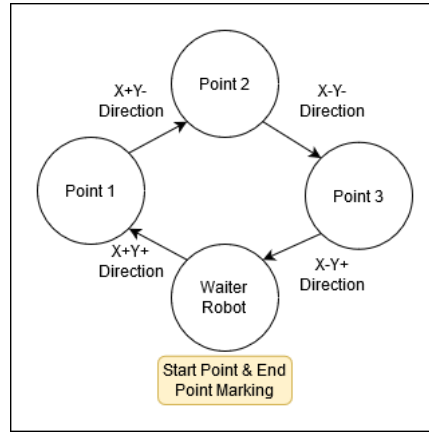 Point 2
X+Y-
Direction
X-Y-
Direction
Point 1
Point 3
X+Y+
Direction
X-Y+
Direction
Waiter
Robot
Start Point & End
Point Marking